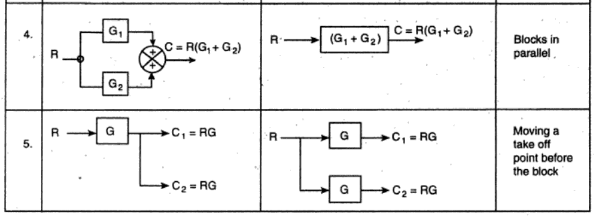 4.
R
G₁
G₂
C = R(G₁ + G₂)
R
(G₁ + G₂)
C = R(G₁ + G₂)
Blocks in
parallel
5.
R
G
C₁ = RG
C₂ = RG
R
G
C₁ = RG
G
C₂ = RG
Moving a
take off
point before
the block